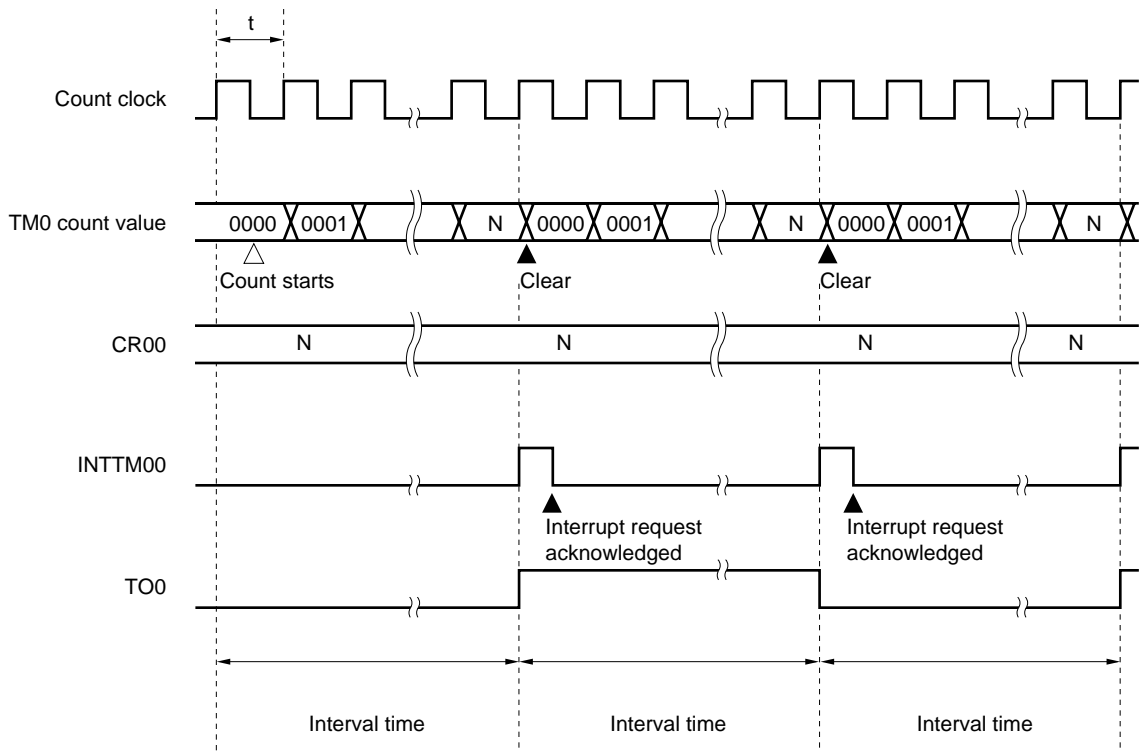 t
Count clock
TM0 count value
0000 0001 N 0000 0001 N 0000 0001 N
Count starts Clear Clear
CR00
N N N N
INTTM00
Interrupt request
acknowledged
Interrupt request
acknowledged
TO0
Interval time Interval time Interval time